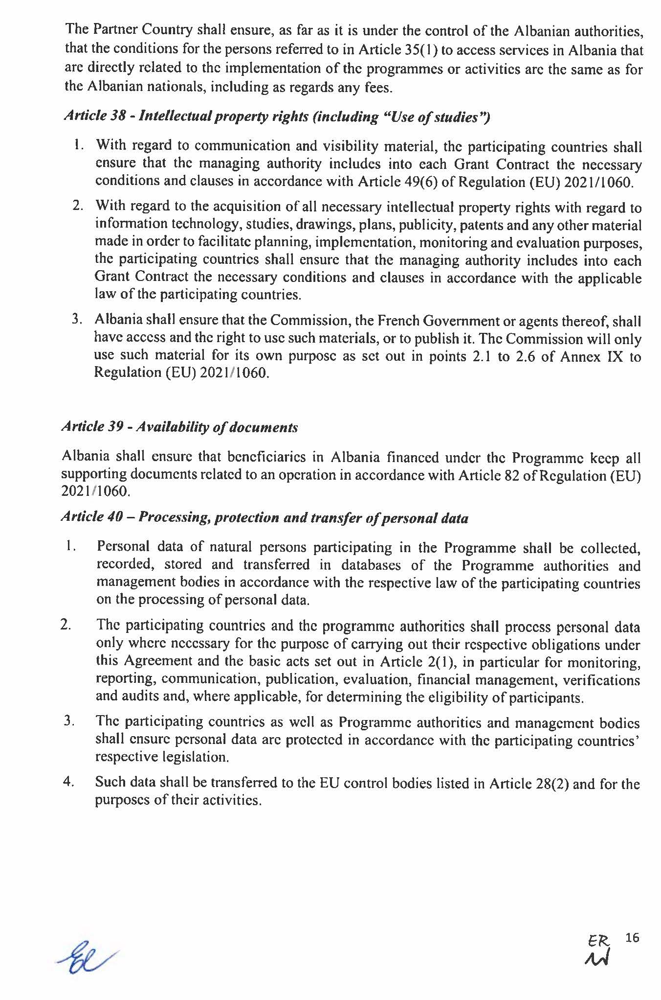 The Partner Country shall ensure, as far as it is under the control of the Albanian authorities,
that the conditions for the persons referred to in Article 35(1) to access services in Albania that
are directly related to the implementation of the programmes or activities are the same as for
the Albanian nationals, including as regards any fees.
Article 38 - Intellectual property rights (including “Use of studies”)
1. With regard to communication and visibility material, the participating countries shall
ensure that the managing authority includes into each Grant Contract the necessary
conditions and clauses in accordance with Article 49(6) of Regulation (EU) 2021/1060.
2. With regard to the acquisition of all necessary intellectual property rights with regard to
information technology, studies, drawings, plans, publicity, patents and any other material
made in order to facilitate planning, implementation, monitoring and evaluation purposes,
the participating countries shall ensure that the managing authority includes into each
Grant Contract the necessary conditions and clauses in accordance with the applicable
law of the participating countries.
3. Albania shall ensure that the Commission, the French Government or agents thereof, shall
have access and the right to use such materials, or to publish it. The Commission will only
use such material for its own purpose as set out in points 2.1 to 2.6 of Annex IX to
Regulation (EU) 2021/1060.
Article 39 - Availability of documents
Albania shall ensure that beneficiaries in Albania financed under the Programme keep all
supporting documents related to an operation in accordance with Article 82 of Regulation (EU)
2021/1060.
Article 40 – Processing, protection and transfer of personal data
1. Personal data of natural persons participating in the Programme shall be collected,
recorded, stored and transferred in databases of the Programme authorities and
management bodies in accordance with the respective law of the participating countries
on the processing of personal data.
2. The participating countries and the programme authorities shall process personal data
only where necessary for the purpose of carrying out their respective obligations under
this Agreement and the basic acts set out in Article 2(1), in particular for monitoring,
reporting, communication, publication, evaluation, financial management, verifications
and audits and, where applicable, for determining the eligibility of participants.
3. The participating countries as well as Programme authorities and management bodies
shall ensure personal data are protected in accordance with the participating countries’
respective legislation.
4. Such data shall be transferred to the EU control bodies listed in Article 28(2) and for the
purposes of their activities.
ER 16